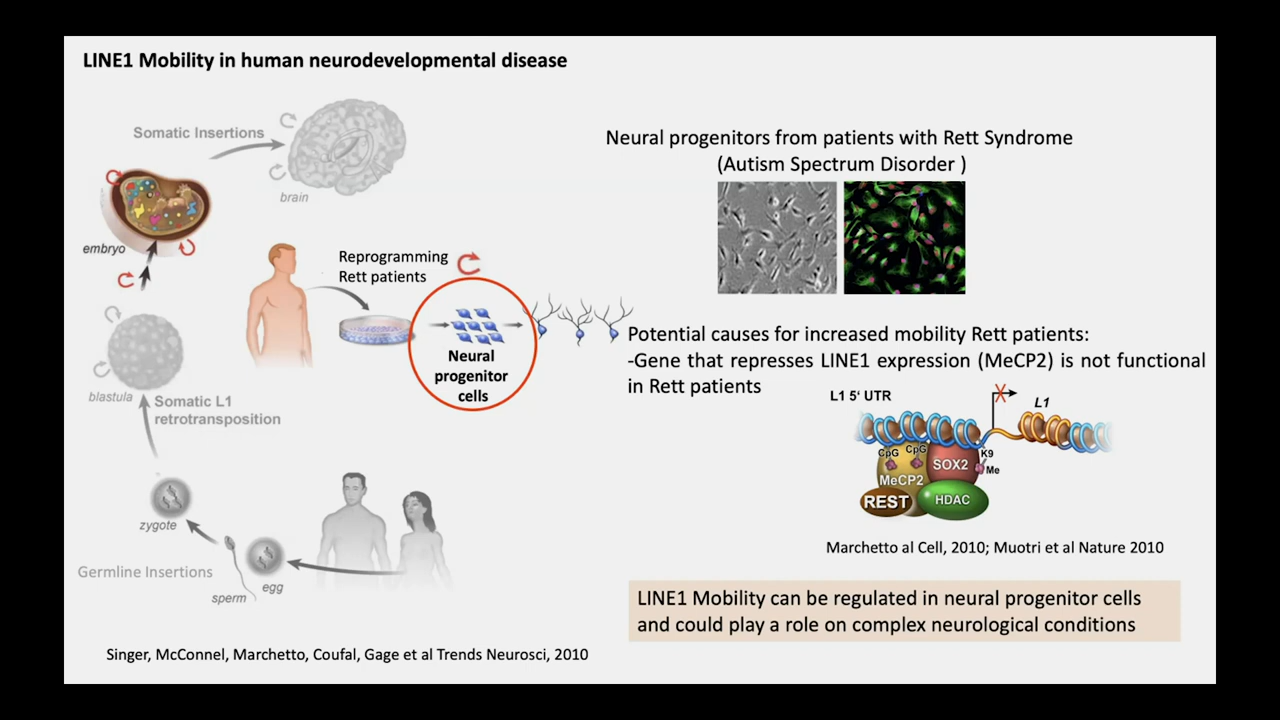 LINE1 Mobility in human neurodevelopmental disease
Somatic Insertions
brain
embryo
Reprogramming
Rett patients
Neural
progenitor
cells
blastula
Somatic L1
retrotransposition
zygote
Germline Insertions
egg
sperm
Singer, McConnel, Marchetto, Coufal, Gage et al Trends Neurosci, 2010
Neural progenitors from patients with Rett Syndrome
(Autism Spectrum Disorder )
Potential causes for increased mobility Rett patients:
-Gene that represses LINE1 expression (MeCP2) is not functional
in Rett patients
L1 5' UTR
L1
CpG
CpG
K9
Me
SOX2
MeCP2
REST
HDAC
Marchetto al Cell, 2010; Muotri et al Nature 2010
LINE1 Mobility can be regulated in neural progenitor cells
and could play a role on complex neurological conditions